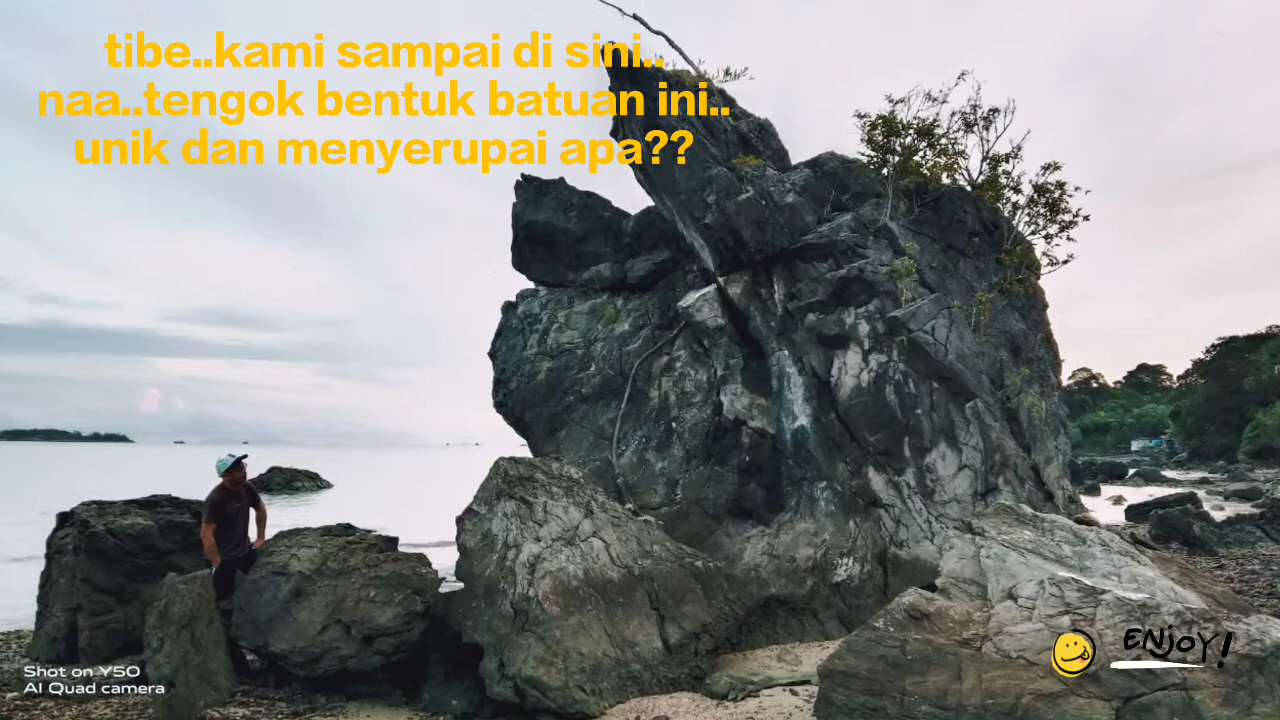 tibe..kami sampai di sini..
naa..tengok bentuk batuan ini..
unik dan menyerupai apa??
Shot on Y50
AI Quad camera
ENJOY!